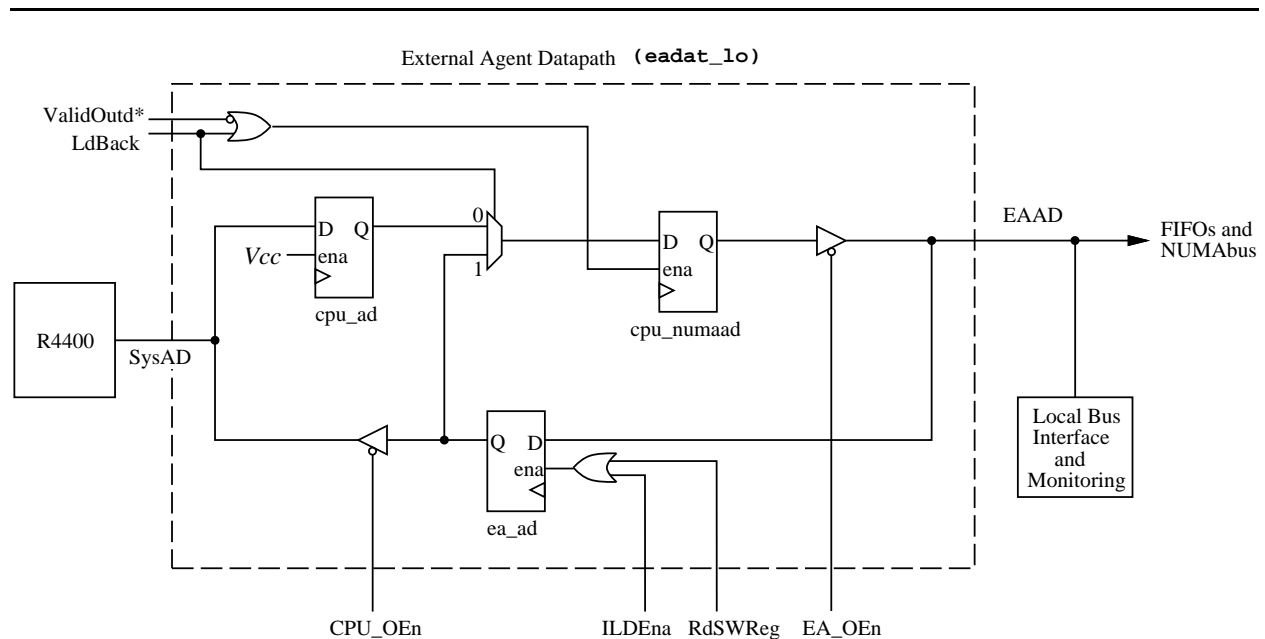 External Agent Datapath (eadat_lo)
ValidOutd*
LdBack
0
1
D Q
Vcc
ena
cpu_ad
D Q
ena
cpu_numaad
EAAD
FIFOs and
NUMAbus
R4400
SysAD
Q D
ena
ea_ad
Local Bus
Interface
and
Monitoring
CPU_OEn
ILDEna
RdSWReg
EA_OEn